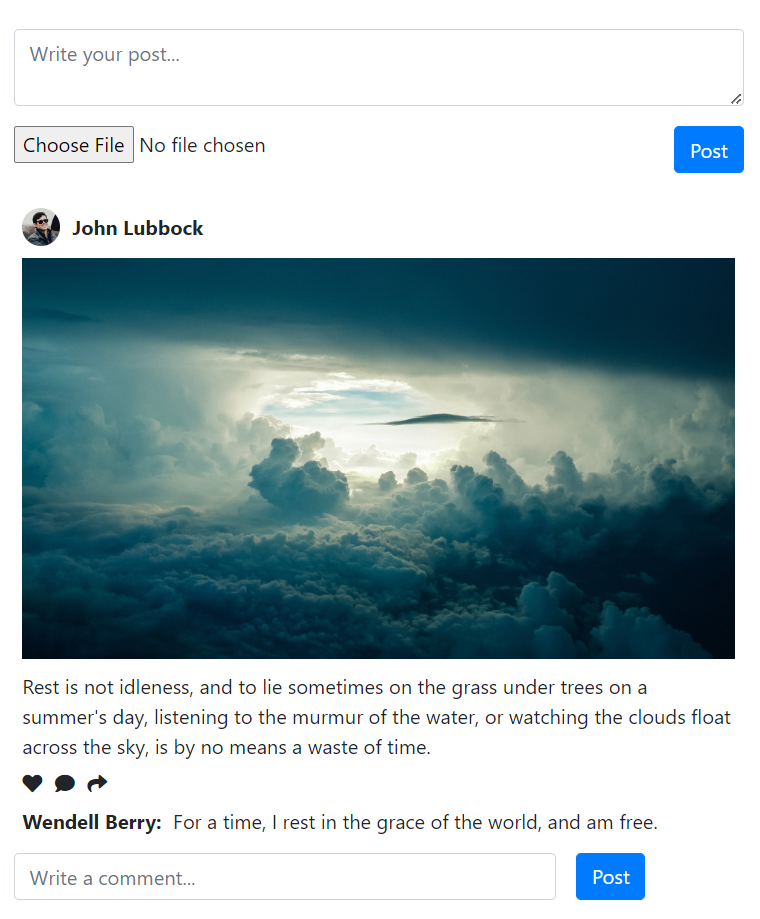 Write your post...
Choose File No file chosen
Post
John Lubbock
Rest is not idleness, and to lie sometimes on the grass under trees on a
summer's day, listening to the murmur of the water, or watching the clouds float
across the sky, is by no means a waste of time.
Wendell Berry: For a time, I rest in the grace of the world, and am free.
Write a comment...
Post